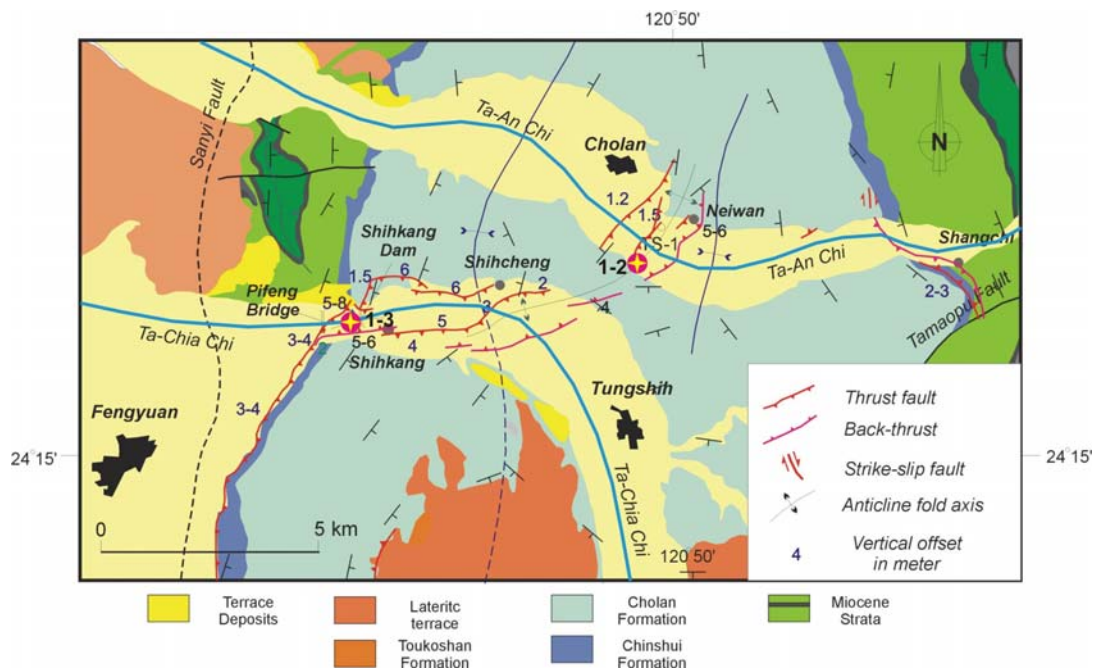 120°50'
Sanyi Fault
Ta-An Chi
Cholan
N
1.2
1.5
Neiwan
Shihkang
Dam
TS-1
5-6
Shangchi
1-2
Shihcheng
1.5
6
6
2
Ta-An Chi
2-3
Pifeng
Bridge
5-8
1-3
3
4
Tamaopu Fault
Ta-Chia Chi
3-4
5
5-6
4
Shihkang
Tungshih
3-4
Fengyuan
24°15'
24°15'
Thrust fault
Back-thrust
Strike-slip fault
Anticline fold axis
4
Vertical offset
in meter
Ta-Chia Chi
0
5 km
120°50'
Terrace
Deposits
Lateritc
terrace
Cholan
Formation
Miocene
Strata
Toukoshan
Formation
Chinshui
Formation